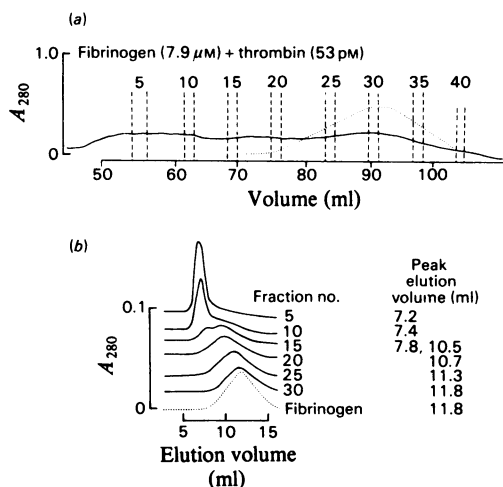 (a)
1.0
Fibrinogen (7.9 μM) + thrombin (53 pM)
5 10 15 20 25 30 35 40
A280
0
50 60 70 80 90 100
Volume (ml)
(b)
Peak
elution
volume (ml)
Fraction no.
0.1
5 7.2
10 7.4
15 7.8, 10.5
20 10.7
25 11.3
30 11.8
Fibrinogen 11.8
A280
0
5 10 15
Elution volume
(ml)